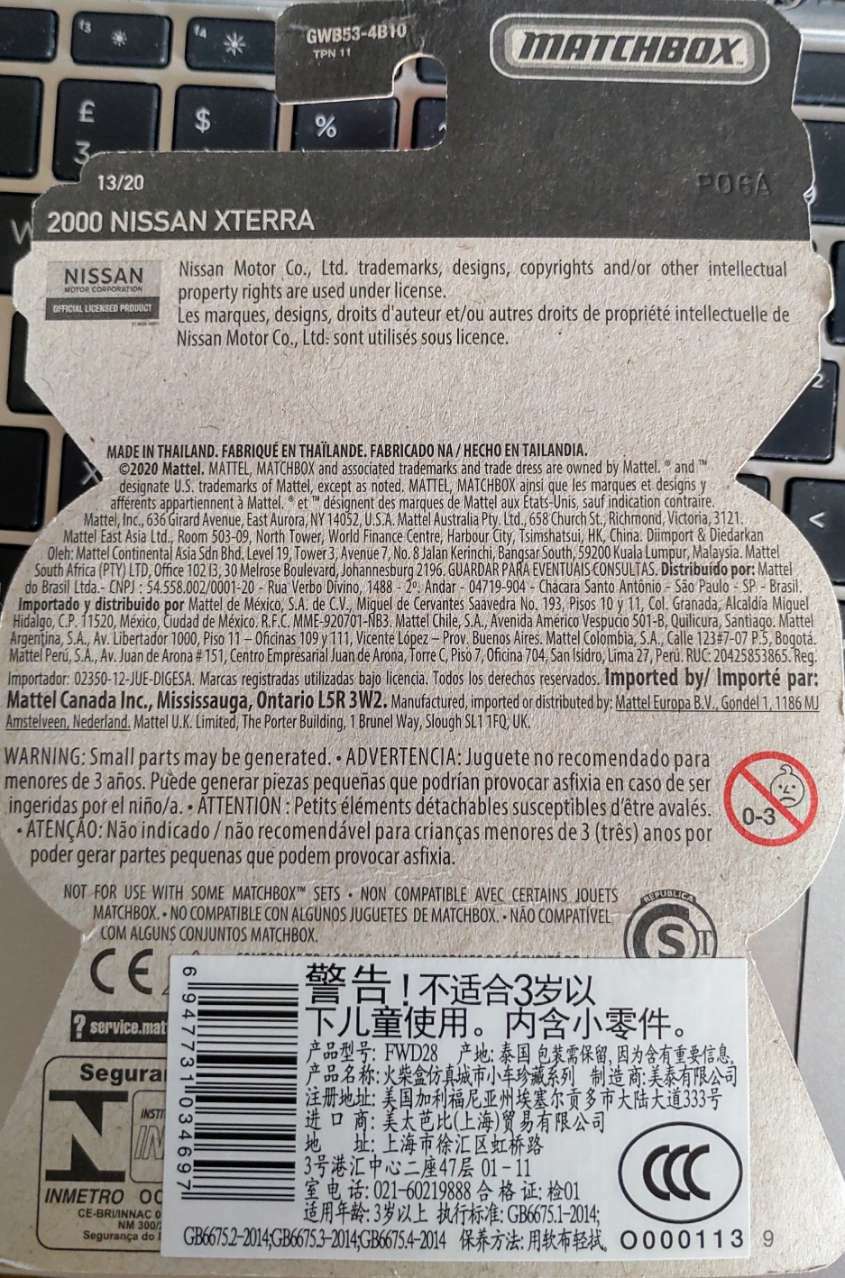 GWB53-4B10
TPN 11
MATCHBOX™
13/20
P06A
2000 NISSAN XTERRA
NISSAN
MOTOR CORPORATION
OFFICIAL LICENSED PRODUCT
Nissan Motor Co., Ltd. trademarks, designs, copyrights and/or other intellectual
property rights are used under license.
Les marques, designs, droits d'auteur et/ou autres droits de propriété intellectuelle de
Nissan Motor Co., Ltd. sont utilisés sous licence.
MADE IN THAILAND. FABRIQUÉ EN THAÏLANDE. FABRICADO NA / HECHO EN TAILANDIA.
©2020 Mattel. MATTEL, MATCHBOX and associated trademarks and trade dress are owned by Mattel. ® and ™
designate U.S. trademarks of Mattel, except as noted. MATTEL, MATCHBOX ainsi que les marques et designs y
afférents appartiennent à Mattel. ® et ™ désignent des marques de Mattel aux États-Unis, sauf indication contraire.
Mattel, Inc., 636 Girard Avenue, East Aurora, NY 14052, U.S.A. Mattel Australia Pty. Ltd., 658 Church St., Richmond, Victoria, 3121.
Mattel East Asia Ltd., Room 503-09, North Tower, World Finance Centre, Harbour City, Tsimshatsui, HK, China. Diimport & Diedarkan
Oleh: Mattel Continental Asia Sdn Bhd. Level 19, Tower 3, Avenue 7, No. 8 Jalan Kerinchi, Bangsar South, 59200 Kuala Lumpur, Malaysia. Mattel
South Africa (PTY) LTD, Office 102 I3, 30 Melrose Boulevard, Johannesburg 2196. GUARDAR PARA EVENTUAIS CONSULTAS. Distribuído por: Mattel
do Brasil Ltda.- CNPJ : 54.558.002/0001-20 - Rua Verbo Divino, 1488 - 2º. Andar - 04719-904 - Chácara Santo Antônio - São Paulo - SP - Brasil.
Importado y distribuido por Mattel de México, S.A. de C.V., Miguel de Cervantes Saavedra No. 193, Pisos 10 y 11, Col. Granada, Alcaldía Miguel
Hidalgo, C.P. 11520, México, Ciudad de México. R.F.C. MME-920701-NB3. Mattel Chile, S.A., Avenida Américo Vespucio 501-B, Quilicura, Santiago. Mattel
Argentina, S.A., Av. Libertador 1000, Piso 11 – Oficinas 109 y 111, Vicente López – Prov. Buenos Aires. Mattel Colombia, S.A., Calle 123#7-07 P.5, Bogotá.
Mattel Perú, S.A., Av. Juan de Arona # 151, Centro Empresarial Juan de Arona, Torre C, Piso 7, Oficina 704, San Isidro, Lima 27, Perú. RUC: 20425853865. Reg.
Importador: 02350-12-JUE-DIGESA. Marcas registradas utilizadas bajo licencia. Todos los derechos reservados. Imported by/ Importé par:
Mattel Canada Inc., Mississauga, Ontario L5R 3W2. Manufactured, imported or distributed by: Mattel Europa B.V., Gondel 1, 1186 MJ
Amstelveen, Nederland. Mattel U.K. Limited, The Porter Building, 1 Brunel Way, Slough SL1 1FQ, UK.
WARNING: Small parts may be generated. • ADVERTENCIA: Juguete no recomendado para
menores de 3 años. Puede generar piezas pequeñas que podrían provocar asfixia en caso de ser
ingeridas por el niño/a. • ATTENTION : Petits éléments détachables susceptibles d'être avalés.
• ATENÇÃO: Não indicado / não recomendável para crianças menores de 3 (três) anos por
poder gerar partes pequenas que podem provocar asfixia.
0-3
NOT FOR USE WITH SOME MATCHBOX™ SETS • NON COMPATIBLE AVEC CERTAINS JOUETS
MATCHBOX. • NO COMPATIBLE CON ALGUNOS JUGUETES DE MATCHBOX. • NÃO COMPATÍVEL
COM ALGUNS CONJUNTOS MATCHBOX.
REPUBLICA
S T
CE
? service.mat
Segura
N
INMETRO OC
CE-BRI/INNAC 0
NM 300/
Segurança do
6 947731 034697
警告!不适合3岁以
下儿童使用。内含小零件。
产品型号: FWD28 产地: 泰国 包装需保留, 因为含有重要信息,
产品名称: 火柴盒仿真城市小车珍藏系列 制造商:美泰有限公司
注册地址: 美国加利福尼亚州埃塞尔贡多市大陆大道333号
进口商: 美太芭比(上海)贸易有限公司
地 址: 上海市徐汇区虹桥路
3号港汇中心二座47层 01-11
室 电话: 021-60219888 合格证: 检01
适用年龄: 3岁以上 执行标准: GB6675.1-2014;
GB6675.2-2014;GB6675.3-2014;GB6675.4-2014 保养方法: 用软布轻拭.
CCC
O000113 9
f3
f4
£
3
$
%
W
X
<